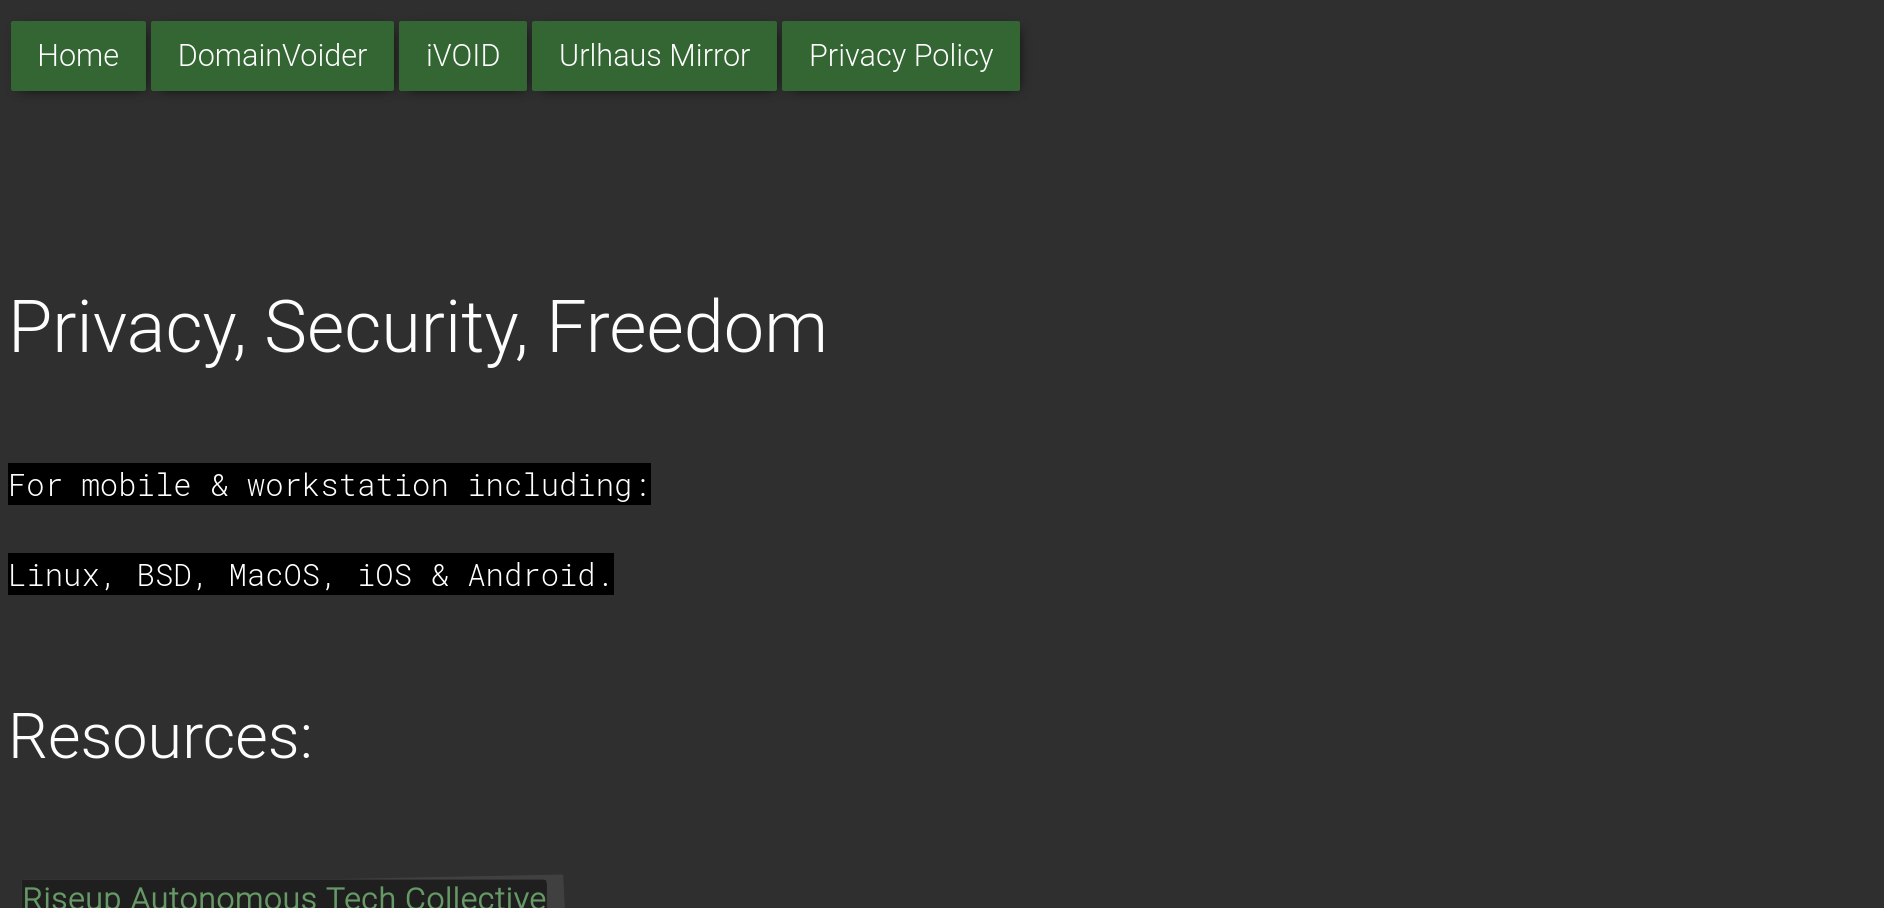 Home DomainVoider iVOID Urlhaus Mirror Privacy Policy
Privacy, Security, Freedom
For mobile & workstation including:
Linux, BSD, MacOS, iOS & Android.
Resources:
Riseup Autonomous Tech Collective